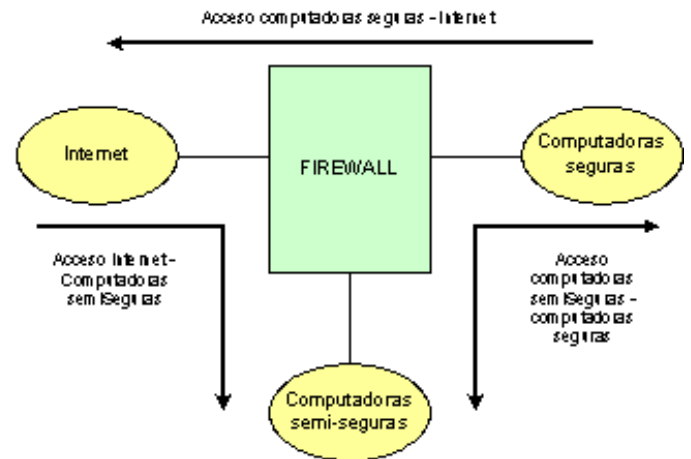 Acceso computadoras seguras - Internet
Internet
FIREWALL
Computadoras
seguras
Acceso Internet -
Computadoras
semiSeguras
Acceso
computadoras
semiSeguras -
computadoras
seguras
Computadoras
semi-seguras